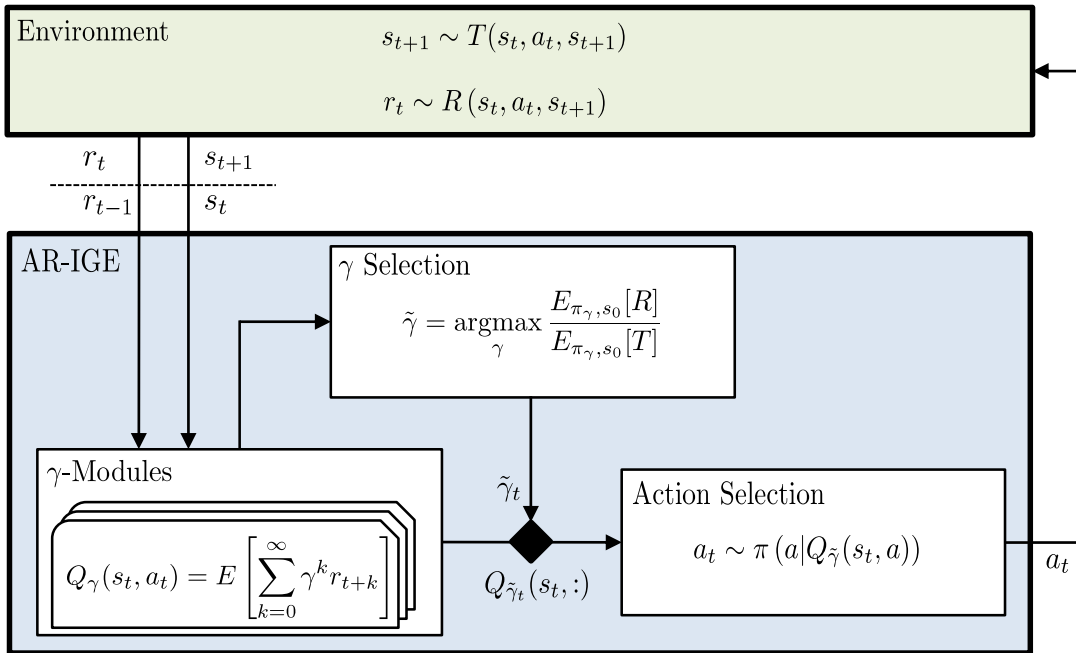 Environment
s_{t+1} ∼ T(s_t, a_t, s_{t+1})
r_t ∼ R(s_t, a_t, s_{t+1})
r_t s_{t+1}
r_{t−1} s_t
AR-IGE
γ Selection
γ̃ = argmax_γ E_{π_γ, s_0}[R] / E_{π_γ, s_0}[T]
γ-Modules
Q_γ(s_t, a_t) = E [∑_{k=0}^{∞} γ^k r_{t+k}]
γ̃_t
Q_{γ̃_t}(s_t, :)
Action Selection
a_t ∼ π(a|Q_{γ̃}(s_t, a))
a_t